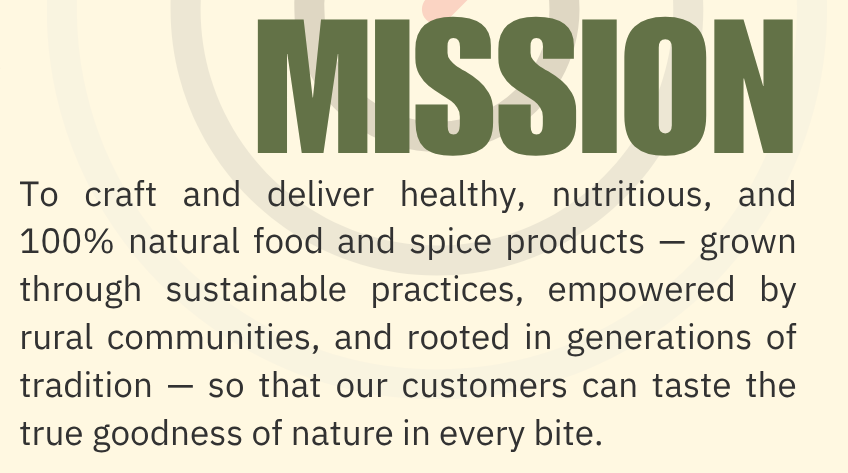 MISSION
To craft and deliver healthy, nutritious, and
100% natural food and spice products — grown
through sustainable practices, empowered by
rural communities, and rooted in generations of
tradition — so that our customers can taste the
true goodness of nature in every bite.